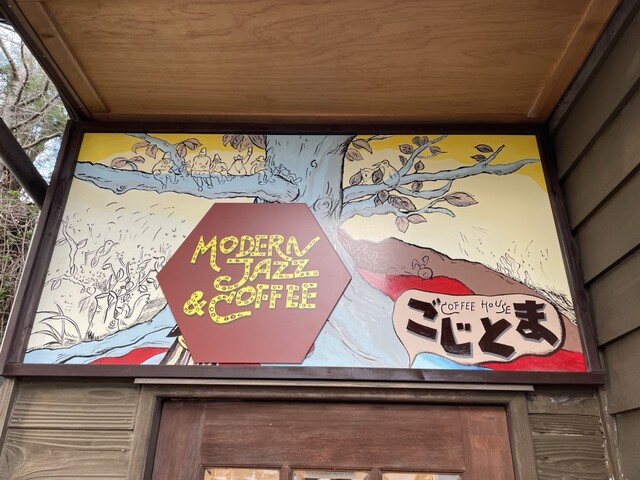 MODERN
JAZZ
& COFFEE
COFFEE HOUSE
ごじとま